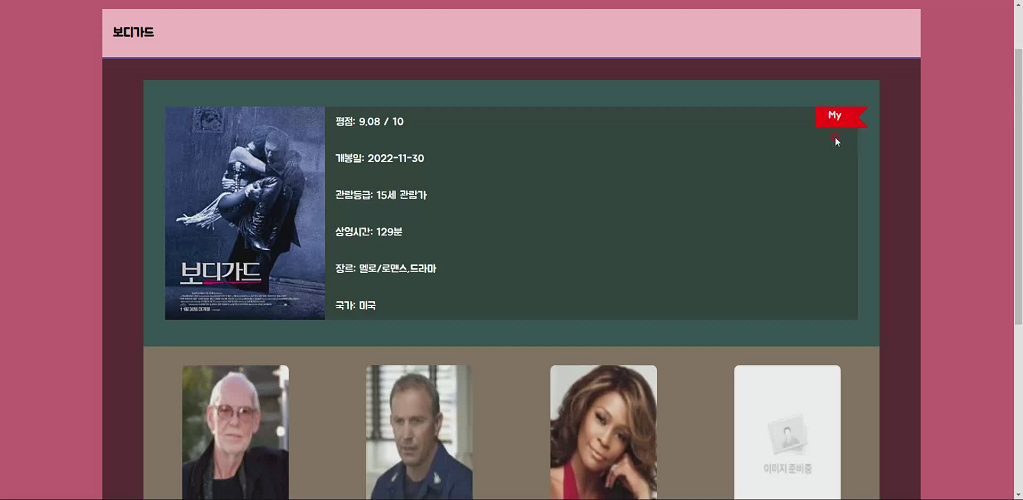 보디가드
My
평점: 9.08 / 10
개봉일: 2022-11-30
관람등급: 15세 관람가
상영시간: 129분
장르: 멜로/로맨스,드라마
국가: 미국
보디가드
이미지 준비중